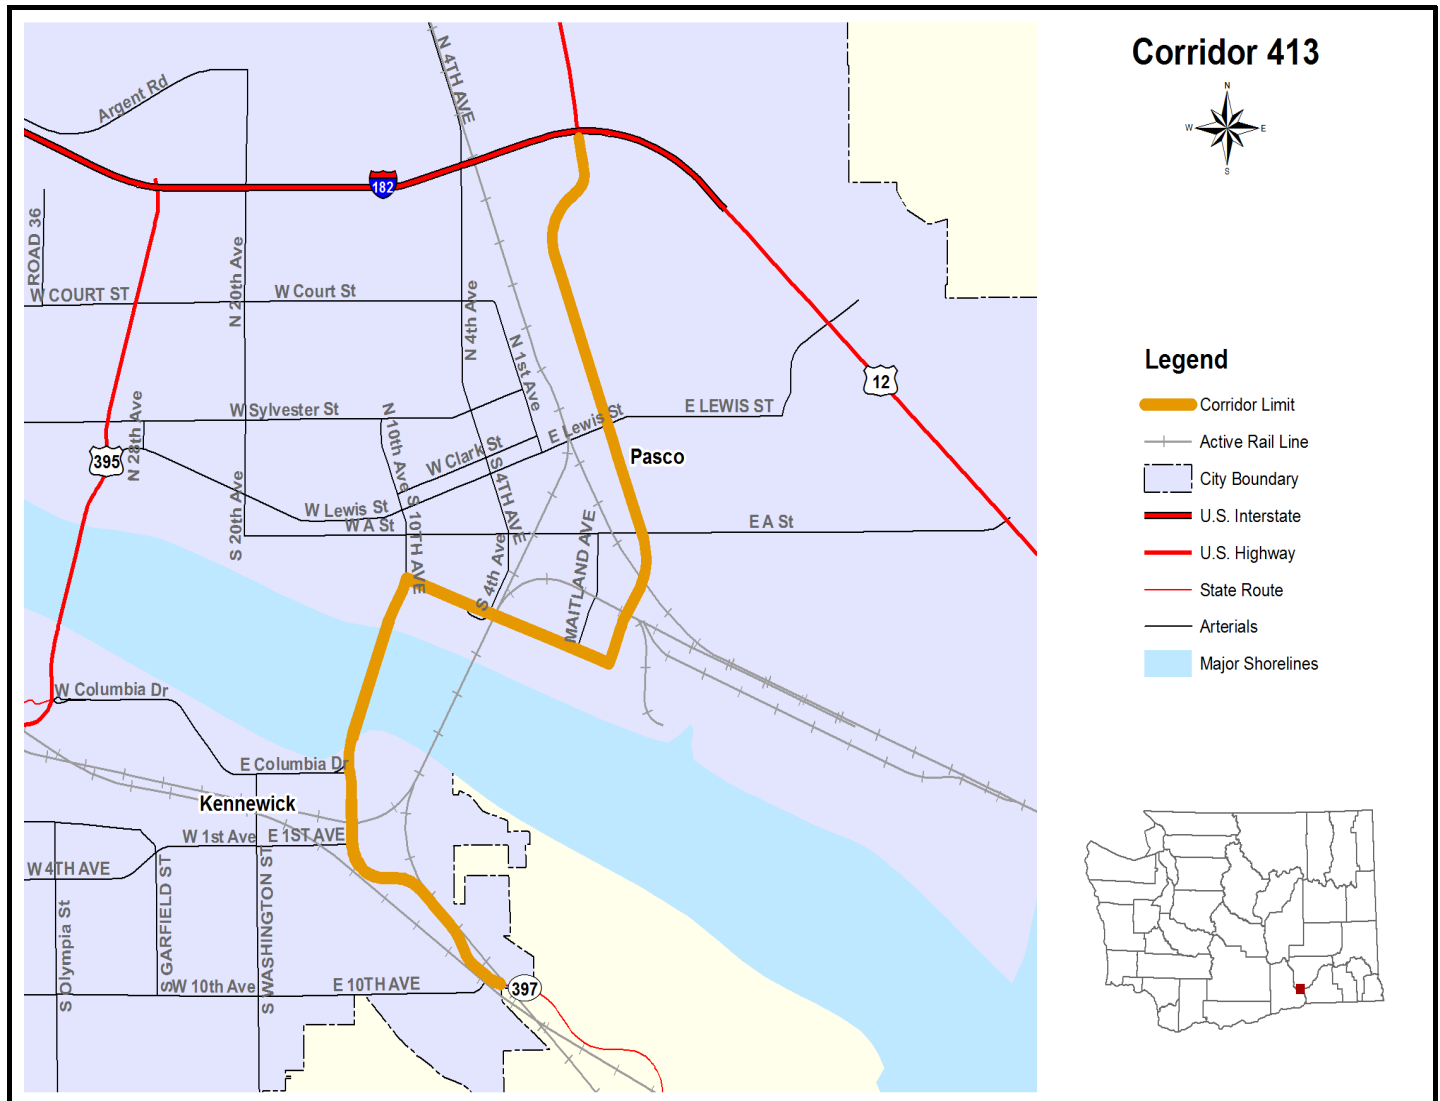 Corridor 413
N
W
E
S
N 4TH AVE
Argent Rd
182
ROAD 36
N 20th Ave
W COURT ST
W Court St
N 4th Ave
N 1st Ave
12
W Sylvester St
E LEWIS ST
E Lewis St
N 28th Ave
N 10th Ave
W Clark St
395
Pasco
S 4TH AVE
S 20th Ave
W Lewis St
W A St
S 10TH AVE
E A St
MAITLAND AVE
S 4th Ave
W Columbia Dr
E Columbia Dr
Kennewick
W 1st Ave
E 1ST AVE
W 4TH AVE
S Olympia St
S GARFIELD ST
S WASHINGTON ST
W 10th Ave
E 10TH AVE
397
Legend
Corridor Limit
Active Rail Line
City Boundary
U.S. Interstate
U.S. Highway
State Route
Arterials
Major Shorelines